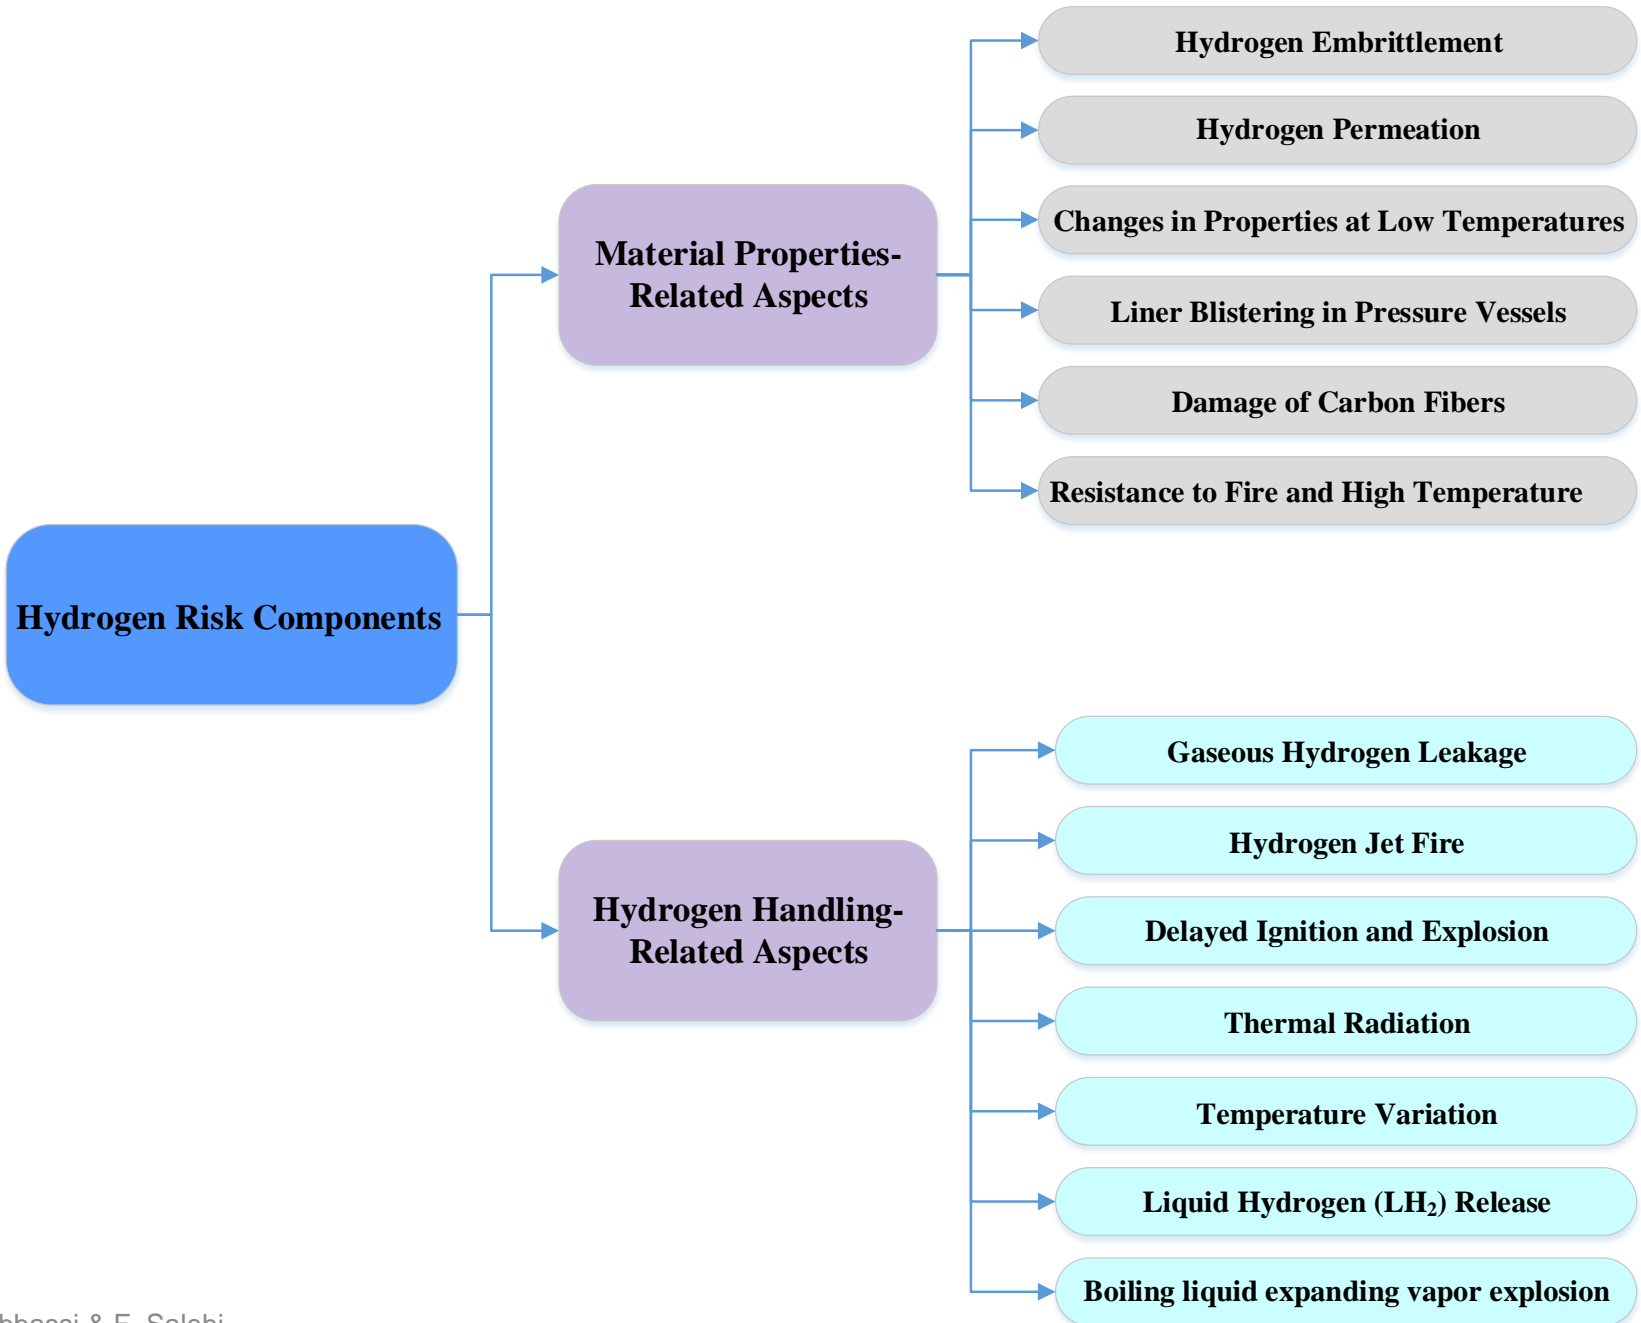 Hydrogen Risk Components
Material Properties-
Related Aspects
Hydrogen Embrittlement
Hydrogen Permeation
Changes in Properties at Low Temperatures
Liner Blistering in Pressure Vessels
Damage of Carbon Fibers
Resistance to Fire and High Temperature
Hydrogen Handling-
Related Aspects
Gaseous Hydrogen Leakage
Hydrogen Jet Fire
Delayed Ignition and Explosion
Thermal Radiation
Temperature Variation
Liquid Hydrogen (LH₂) Release
Boiling liquid expanding vapor explosion